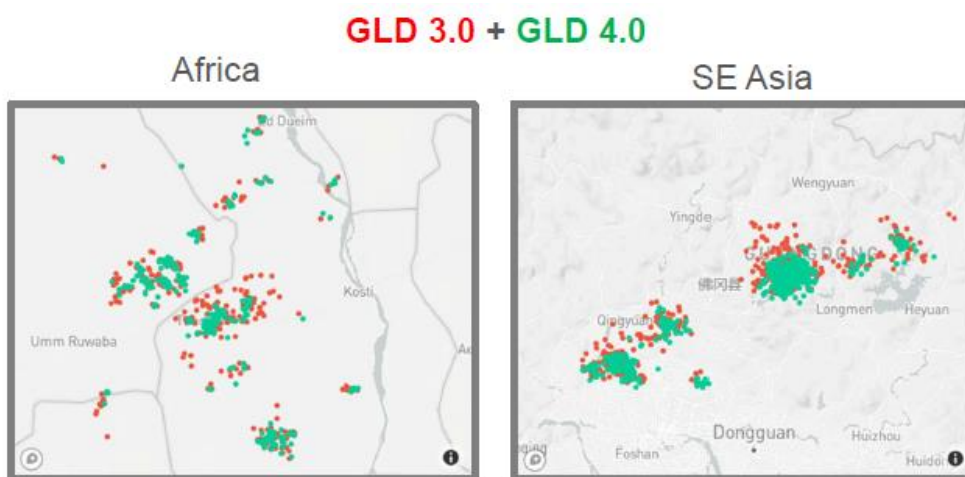 GLD 3.0 + GLD 4.0
Africa
SE Asia
d Dueim
Kosti
Umm Ruwaba
Wengyuan
Yingde
佛冈县
Longmen
Heyuan
Qingyuan
Dongguan
Huizhou
Foshan
Huido